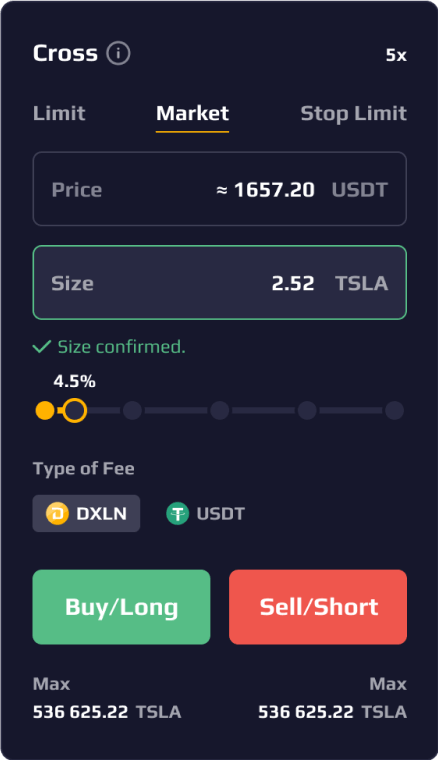 Cross 5x
Limit Market Stop Limit
Price ≈ 1657.20 USDT
Size 2.52 TSLA
Size confirmed.
4.5%
Type of Fee
DXLN USDT
Buy/Long Sell/Short
Max Max
536 625.22 TSLA 536 625.22 TSLA